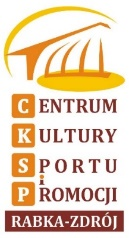 CENTRUM
KULTURY
SPORTU
i
PROMOCJI
RABKA-ZDRÓJ